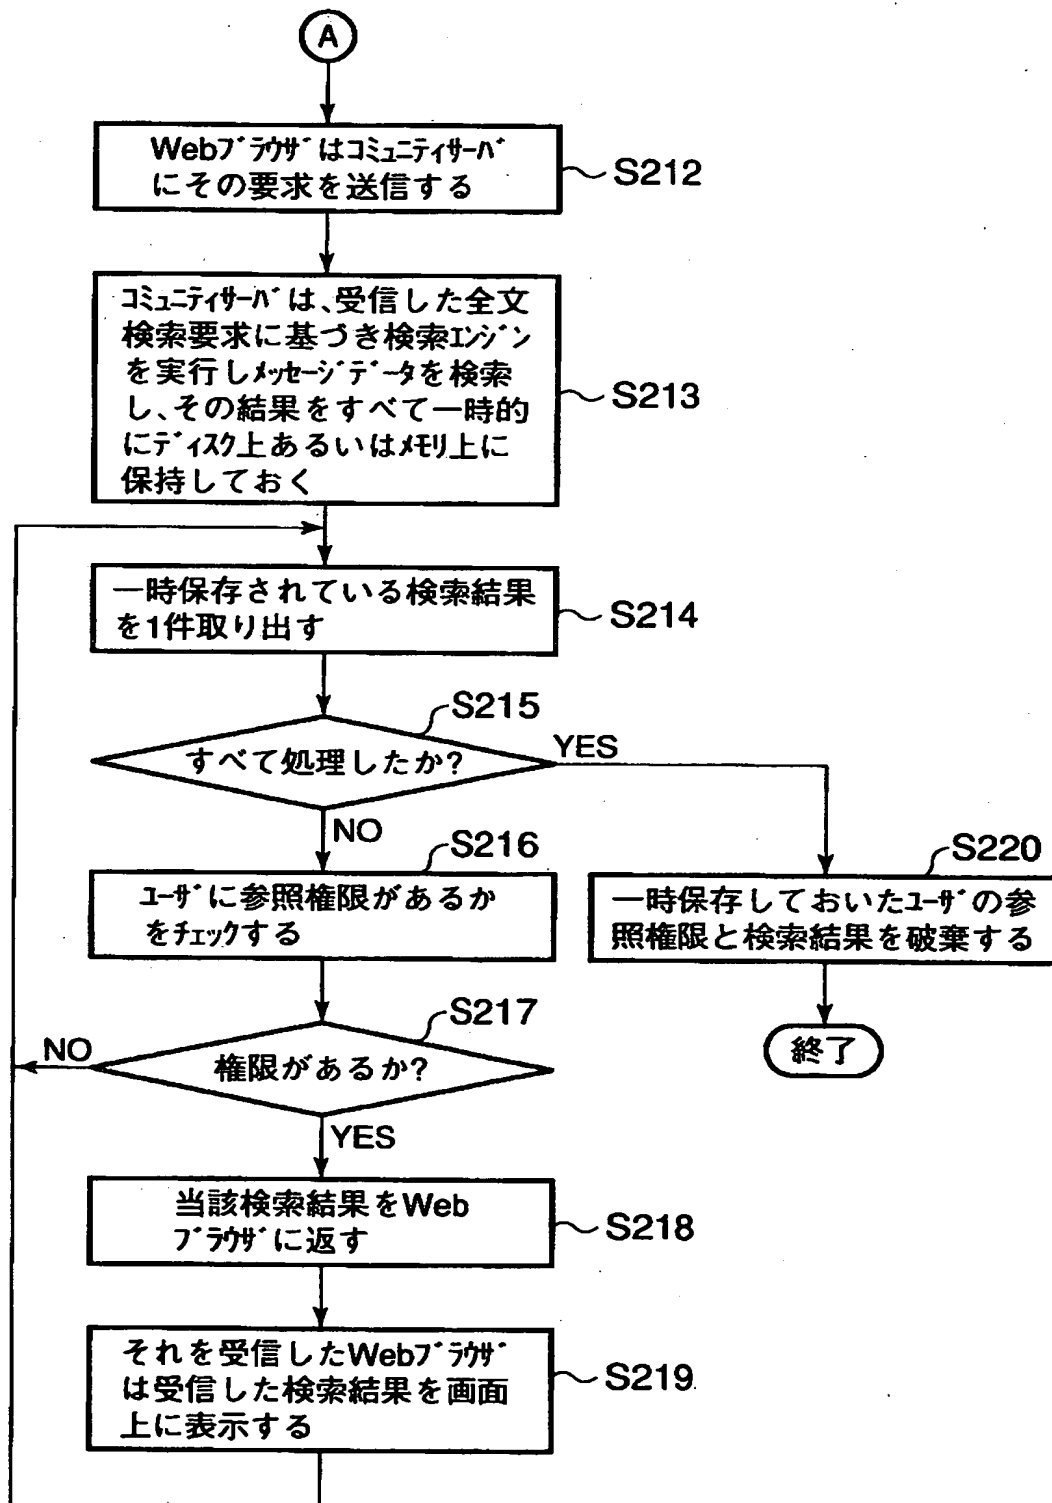 A
Webﾌﾞﾗｳｻﾞはｺﾐｭﾆﾃｨｻｰﾊﾞ
にその要求を送信する
S212
ｺﾐｭﾆﾃｨｻｰﾊﾞは、受信した全文
検索要求に基づき検索ｴﾝｼﾞﾝ
を実行しﾒｯｾｰｼﾞﾃﾞｰﾀを検索
し、その結果をすべて一時的
にﾃﾞｨｽｸ上あるいはﾒﾓﾘ上に
保持しておく
S213
一時保存されている検索結果
を1件取り出す
S214
S215
すべて処理したか?
YES
NO
S216
ﾕｰｻﾞに参照権限があるか
をﾁｪｯｸする
S220
一時保存しておいたﾕｰｻﾞの参
照権限と検索結果を破棄する
S217
NO
権限があるか?
終了
YES
当該検索結果をWeb
ﾌﾞﾗｳｻﾞに返す
S218
それを受信したWebﾌﾞﾗｳｻﾞ
は受信した検索結果を画面
上に表示する
S219